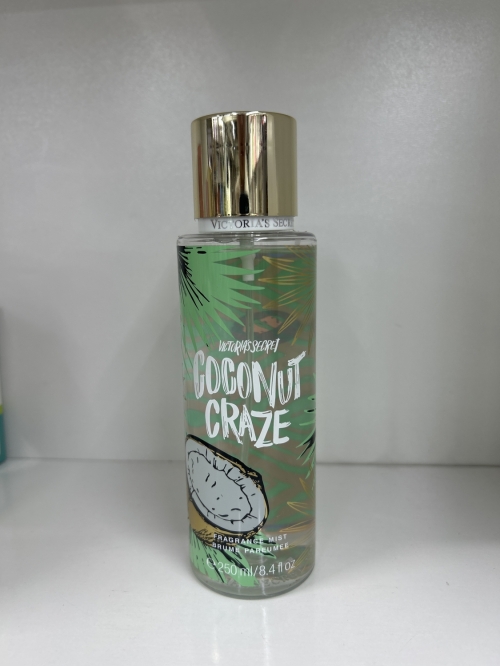 VICTORIA'S SECRET
VICTORIA'S SECRET
COCONUT
CRAZE
FRAGRANCE MIST
BRUME PARFUMÉE
℮ 250 ml/8.4 fl oz